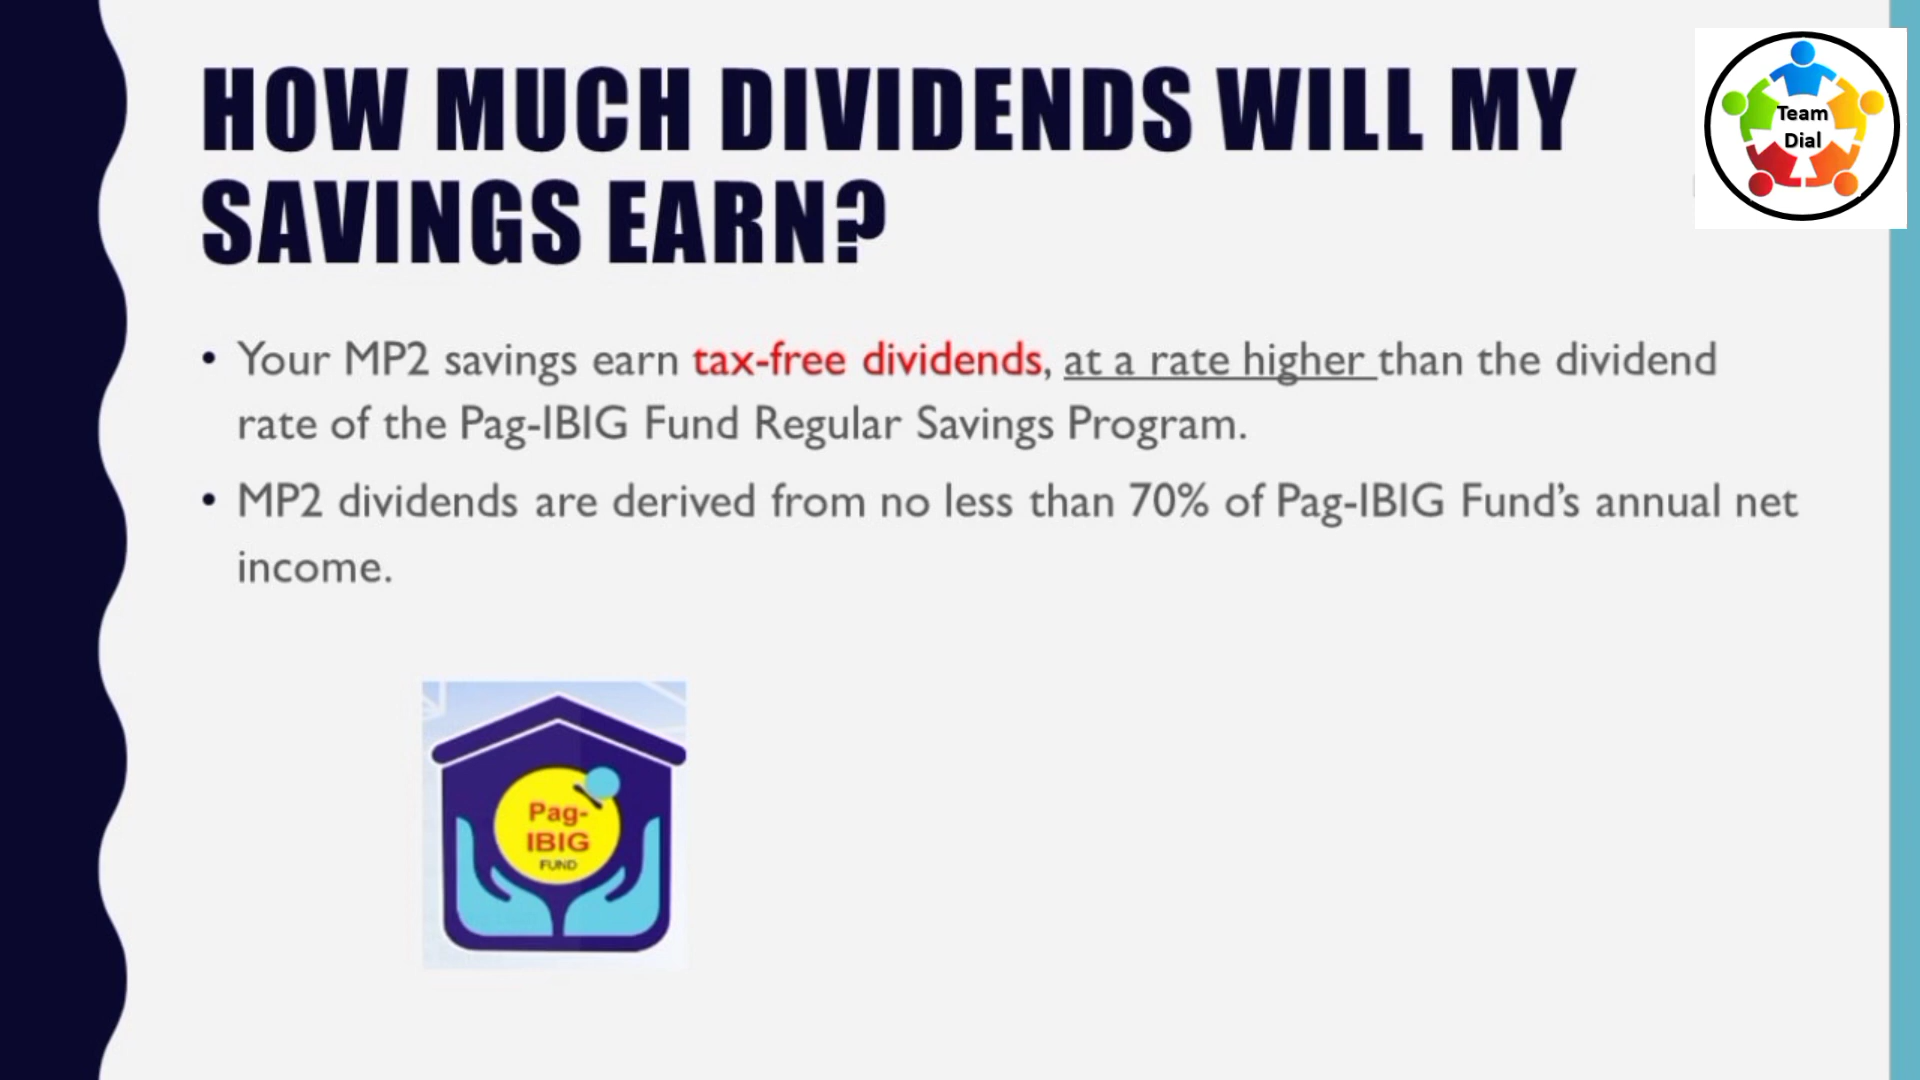 HOW MUCH DIVIDENDS WILL MY
SAVINGS EARN?
Team
Dial
• Your MP2 savings earn tax-free dividends, at a rate higher than the dividend
rate of the Pag-IBIG Fund Regular Savings Program.
• MP2 dividends are derived from no less than 70% of Pag-IBIG Fund’s annual net
income.
Pag-
IBIG
FUND